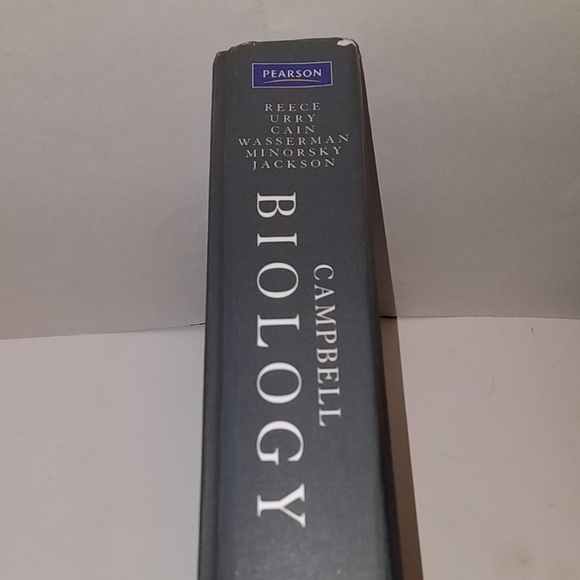 PEARSON
REECE
URRY
CAIN
WASSERMAN
MINORSKY
JACKSON
CAMPBELL
BIOLOGY